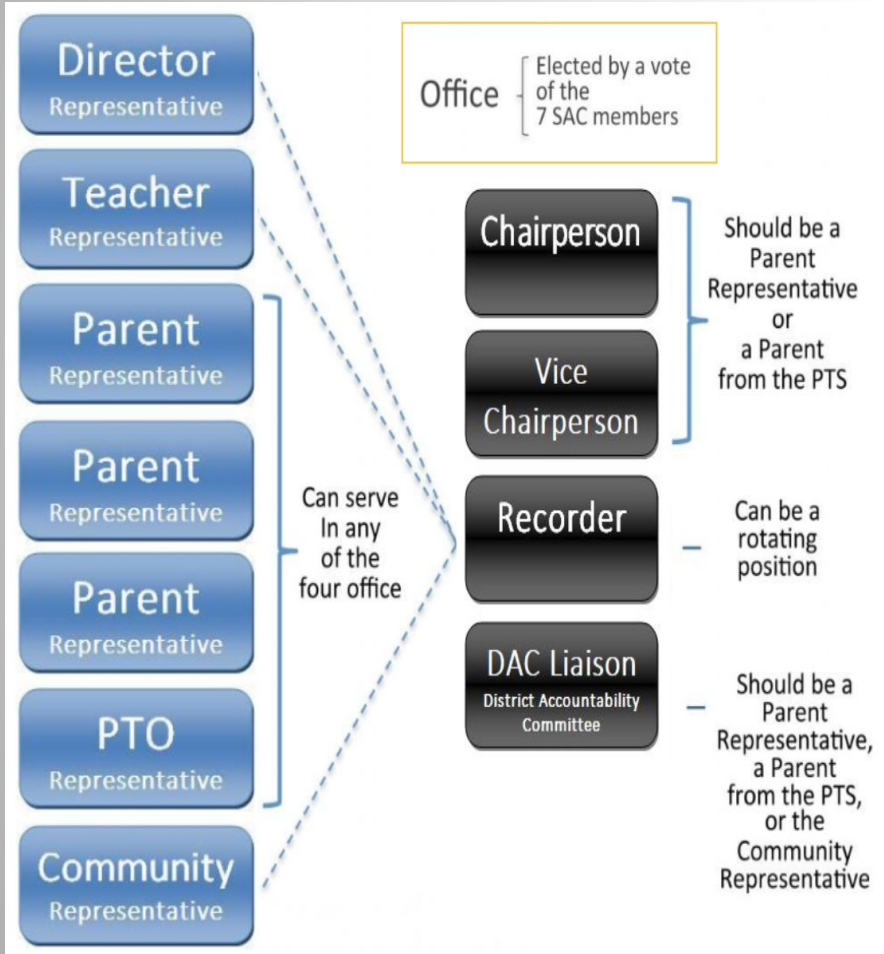 Director
Representative
Teacher
Representative
Parent
Representative
Parent
Representative
Parent
Representative
PTO
Representative
Community
Representative
Can serve
In any
of the
four office
Office
Elected by a vote
of the
7 SAC members
Chairperson
Vice
Chairperson
Recorder
DAC Liaison
District Accountability
Committee
Should be a
Parent
Representative
or
a Parent
from the PTS
Can be a
rotating
position
Should be a
Parent
Representative,
a Parent
from the PTS,
or the
Community
Representative